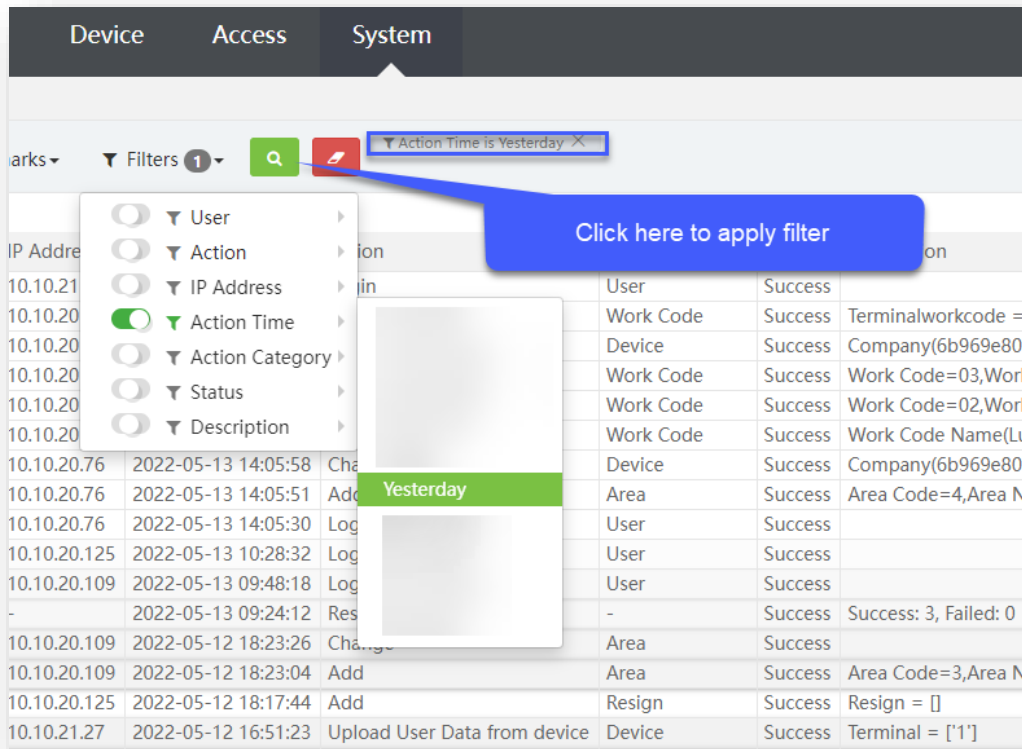 Device Access System
arks Filters 1 Action Time is Yesterday
Click here to apply filter
User
Action
IP Address
Action Time
Action Category
Status
Description
Yesterday
IP Addre ion on
10.10.21 in User Success
10.10.20 Work Code Success Terminalworkcode =
10.10.20 Device Success Company(6b969e80
10.10.20 Work Code Success Work Code=03,Worl
10.10.20 Work Code Success Work Code=02,Worl
10.10.20 Work Code Success Work Code Name(Lu
10.10.20.76 2022-05-13 14:05:58 Cha Device Success Company(6b969e80
10.10.20.76 2022-05-13 14:05:51 Add Area Success Area Code=4,Area N
10.10.20.76 2022-05-13 14:05:30 Log User Success
10.10.20.125 2022-05-13 10:28:32 Log User Success
10.10.20.109 2022-05-13 09:48:18 Log User Success
- 2022-05-13 09:24:12 Res - Success Success: 3, Failed: 0
10.10.20.109 2022-05-12 18:23:26 Change Area Success
10.10.20.109 2022-05-12 18:23:04 Add Area Success Area Code=3,Area N
10.10.20.125 2022-05-12 18:17:44 Add Resign Success Resign = []
10.10.21.27 2022-05-12 16:51:23 Upload User Data from device Device Success Terminal = ['1']